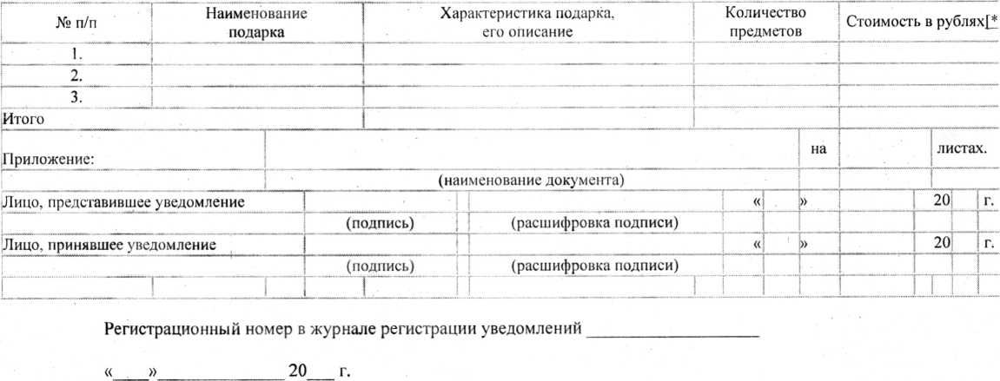 № п/п Наименование подарка Характеристика подарка, его описание Количество предметов Стоимость в рублях[*
1.
2.
3.
Итого
Приложение: на листах.
(наименование документа)
Лицо, представившее уведомление « » 20 г.
(подпись) (расшифровка подписи)
Лицо, принявшее уведомление « » 20 г.
(подпись) (расшифровка подписи)
Регистрационный номер в журнале регистрации уведомлений ____________________
«____»_______________ 20___ г.